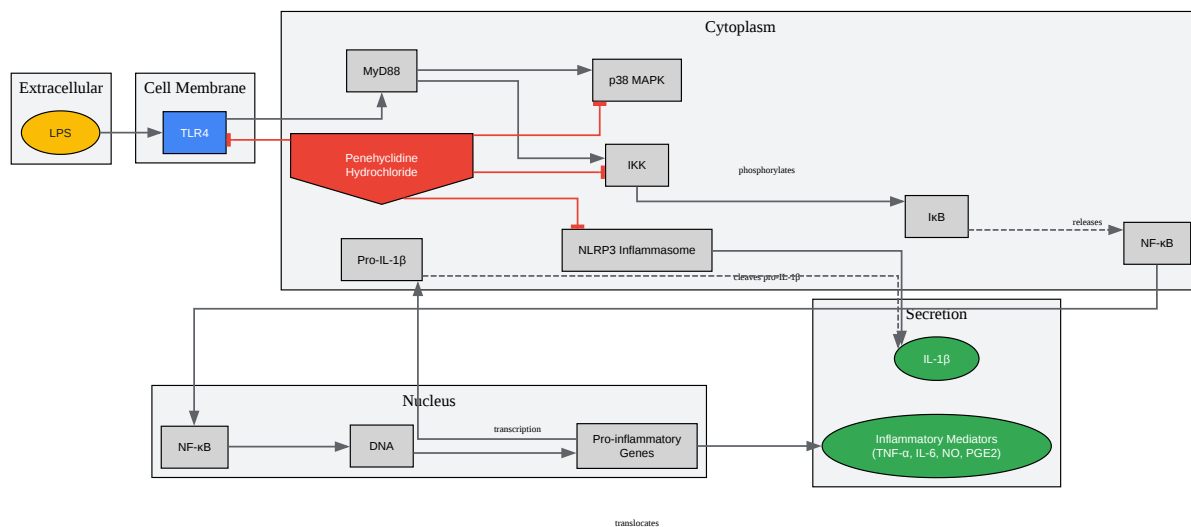 Cytoplasm
Extracellular
Cell Membrane
MyD88
p38 MAPK
LPS
TLR4
Penehyclidine
Hydrochloride
IKK
phosphorylates
IκB
releases
NF-κB
NLRP3 Inflammasome
Pro-IL-1β
cleaves pro-IL-1β
Secretion
IL-1β
Nucleus
NF-κB
DNA
transcription
Pro-inflammatory
Genes
Inflammatory Mediators
(TNF-α, IL-6, NO, PGE2)
translocates